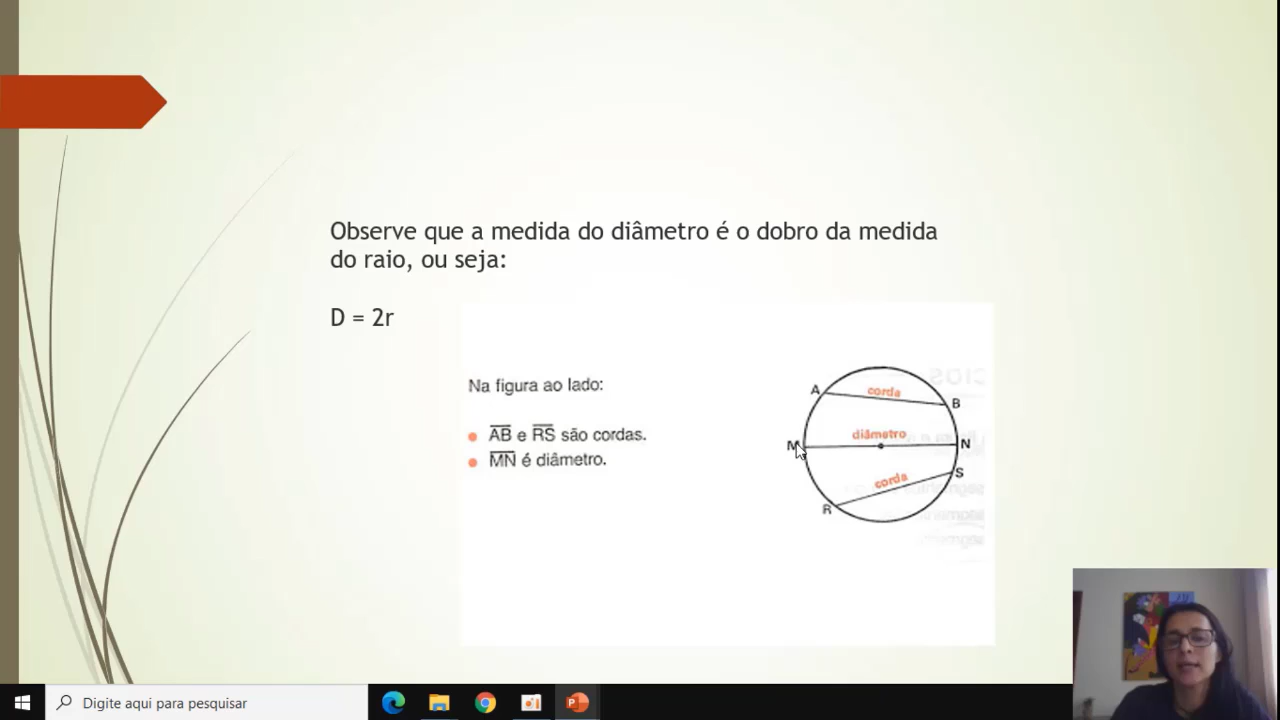 Observe que a medida do diâmetro é o dobro da medida
do raio, ou seja:
D = 2r
Na figura ao lado:
AB e RS são cordas.
MN é diâmetro.
A
corda
B
M
diâmetro
N
corda
S
R
Digite aqui para pesquisar